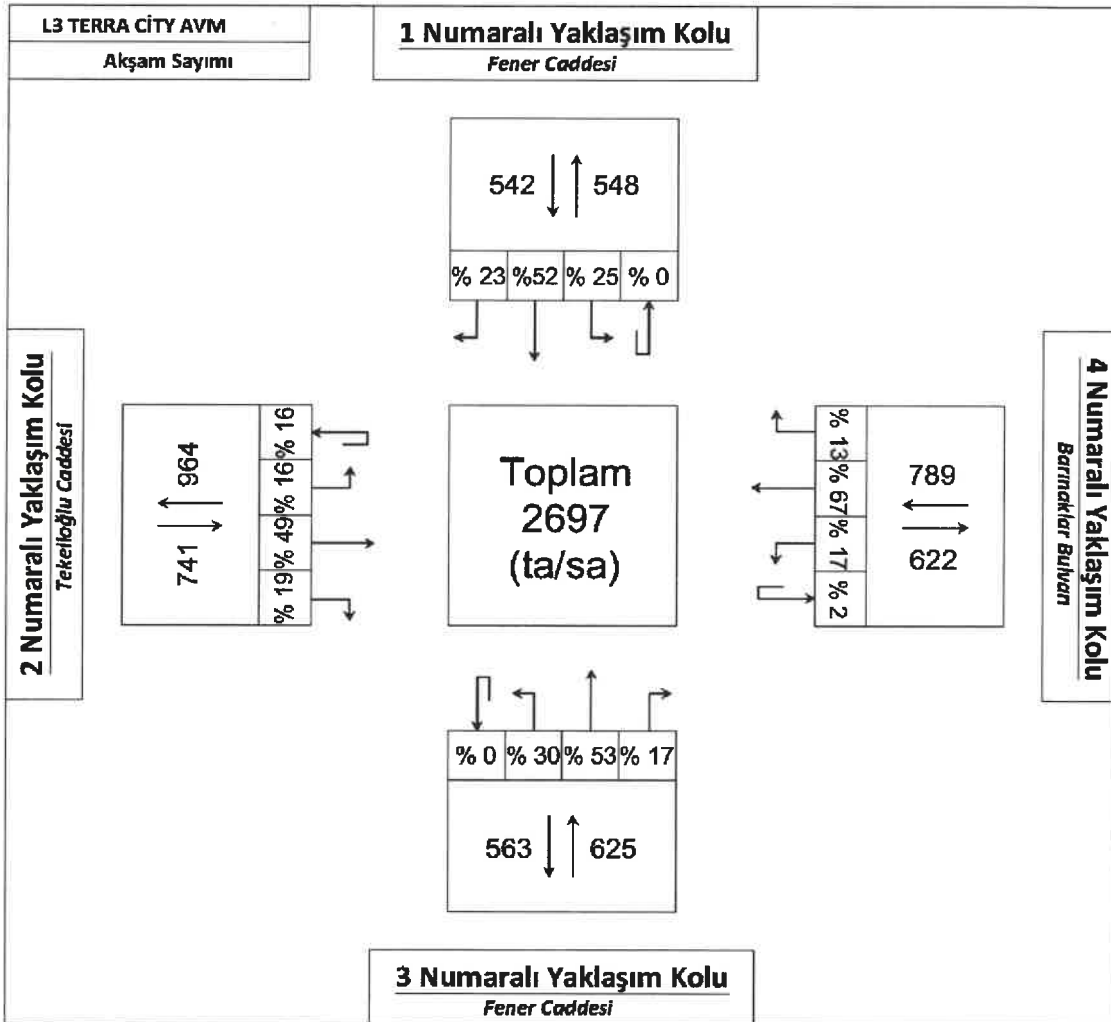 L3 TERRA CİTY AVM
Akşam Sayımı
1 Numaralı Yaklaşım Kolu
Fener Caddesi
542 548
% 23 %52 % 25 % 0
2 Numaralı Yaklaşım Kolu
Tekelloğlu Caddesi
964
741
% 16
% 16
% 49
% 19
Toplam
2697
(ta/sa)
% 13
% 67
% 17
% 2
789
622
4 Numaralı Yaklaşım Kolu
Barınaklar Bulvarı
% 0 % 30 % 53 % 17
563 625
3 Numaralı Yaklaşım Kolu
Fener Caddesi